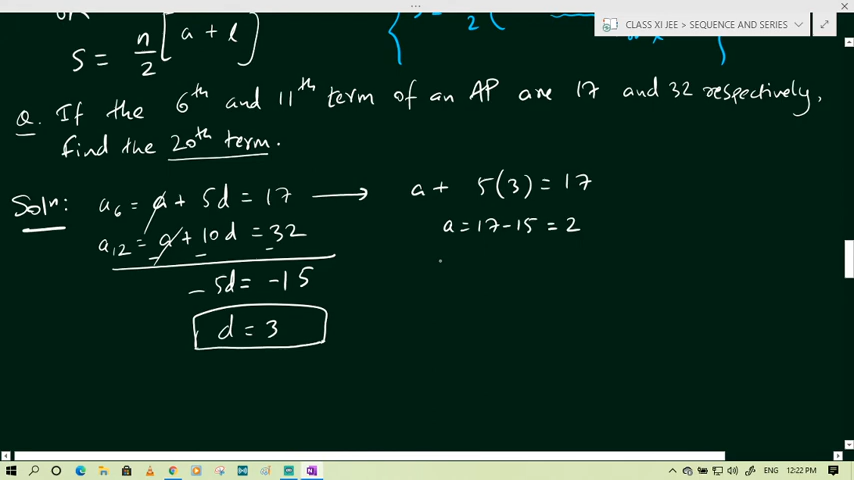 CLASS XI JEE > SEQUENCE AND SERIES
S = n/2 [a + l]
Q. If the 6th and 11th term of an AP are 17 and 32 respectively,
find the 20th term.
Soln: a6 = a + 5d = 17 ⟶ a + 5(3) = 17
a12 = a + 10d = 32 a = 17 - 15 = 2
- 5d = -15
d = 3
ENG 12:22 PM